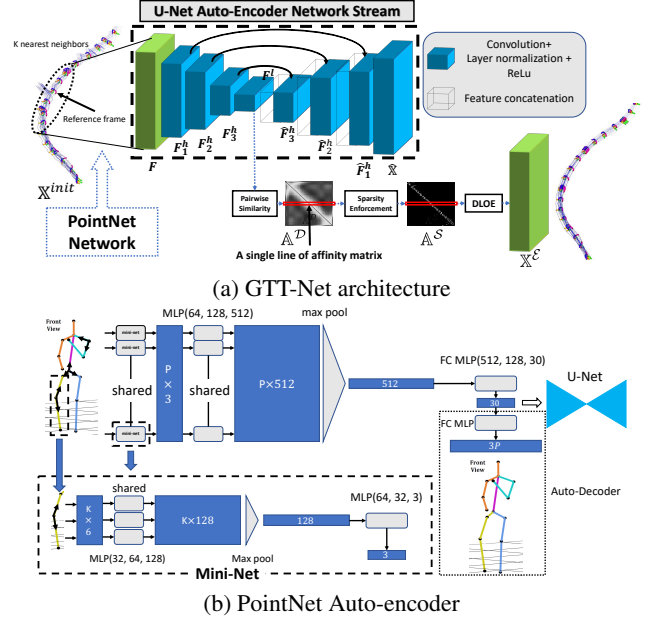 U-Net Auto-Encoder Network Stream
K nearest neighbors
Reference frame
𝕏^{init}
PointNet
Network
F
F_1^h
F_2^h
F_3^h
F^l
F̂_3^h
F̂_2^h
F̂_1^h
𝕏̂
Convolution+
Layer normalization +
ReLu
Feature concatenation
Pairwise
Similarity
𝔸^𝒟
Sparsity
Enforcement
𝔸^𝒮
DLOE
𝕏^ℰ
A single line of affinity matrix
(a) GTT-Net architecture
Front
View
mini-net
mini-net
shared
mini-net
P × 3
MLP(64, 128, 512)
shared
P×512
max pool
512
FC MLP(512, 128, 30)
30
U-Net
FC MLP
3P
Front
View
Auto-Decoder
K × 6
shared
MLP(32, 64, 128)
K×128
Max pool
128
MLP(64, 32, 3)
3
Mini-Net
(b) PointNet Auto-encoder